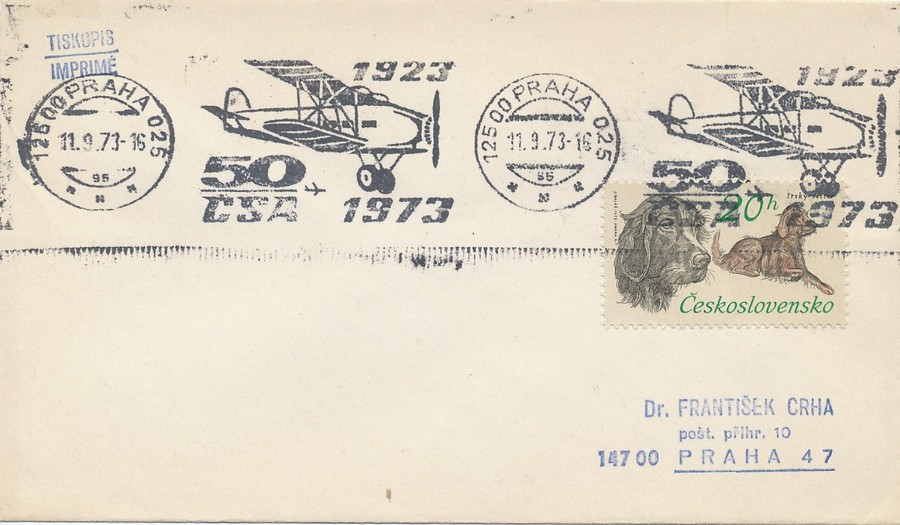 TISKOPIS
IMPRIMÉ
125 00 PRAHA 025
11.9.73-16
95
1923
50
ČSA
1973
125 00 PRAHA 025
11.9.73-16
1923
50
ČSA
1973
20h
Československo
Dr. FRANTIŠEK CRHA
pošt. přihr. 10
147 00 PRAHA 47